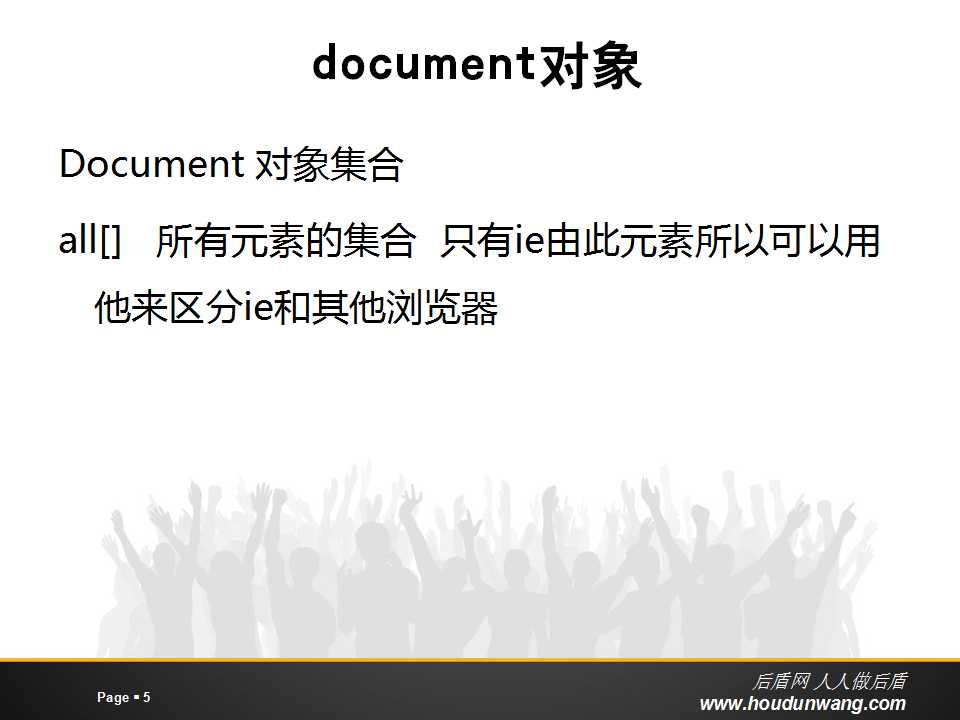 document对象
Document 对象集合
all[] 所有元素的集合 只有ie由此元素所以可以用
他来区分ie和其他浏览器
Page ▪ 5
后盾网 人人做后盾
www.houdunwang.com